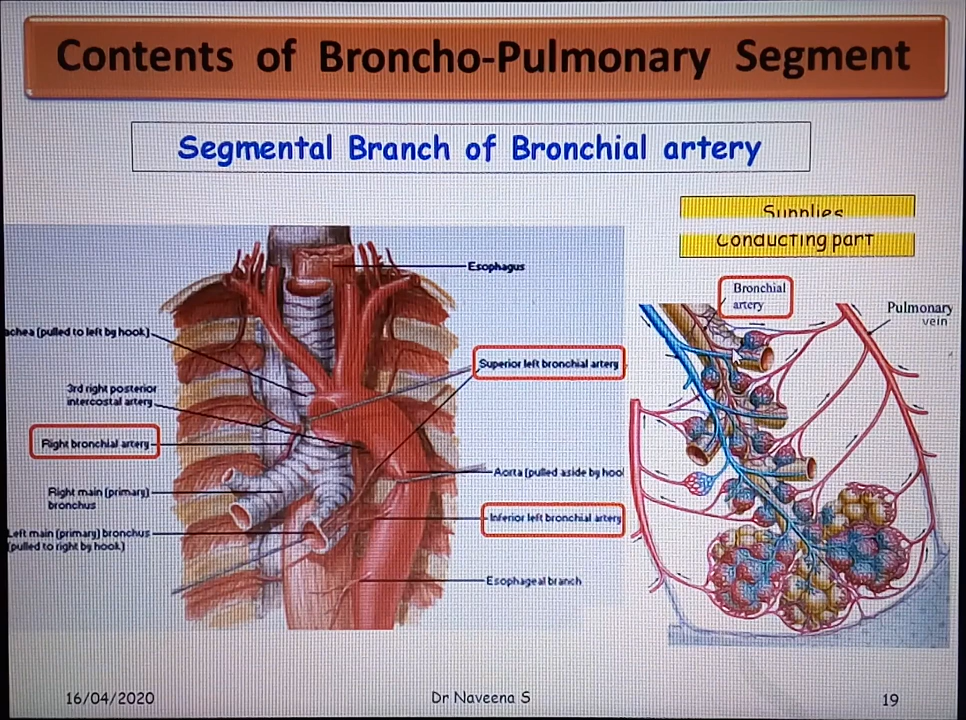 Contents of Broncho-Pulmonary Segment
Segmental Branch of Bronchial artery
Supplies
Conducting part
Esophagus
achea (pulled to left by hook)
Superior left bronchial artery
3rd right posterior
intercostal artery
Right bronchial artery
Aorta (pulled aside by hool
Right main (primary)
bronchus
Inferior left bronchial artery
Left main (primary) bronchus
(pulled to right by hook)
Esophageal branch
Bronchial
artery
Pulmonary
vein
16/04/2020
Dr Naveena S
19